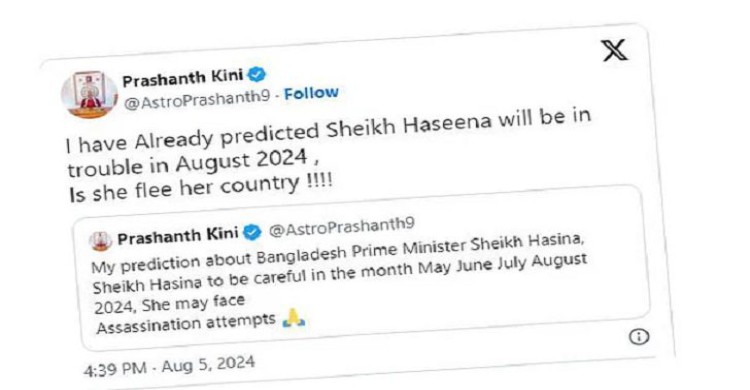 Prashanth Kini
@AstroPrashanth9 · Follow
X
I have Already predicted Sheikh Haseena will be in
trouble in August 2024 ,
Is she flee her country !!!!
Prashanth Kini @AstroPrashanth9
My prediction about Bangladesh Prime Minister Sheikh Hasina,
Sheikh Hasina to be careful in the month May June July August
2024, She may face
Assassination attempts 🙏
4:39 PM · Aug 5, 2024